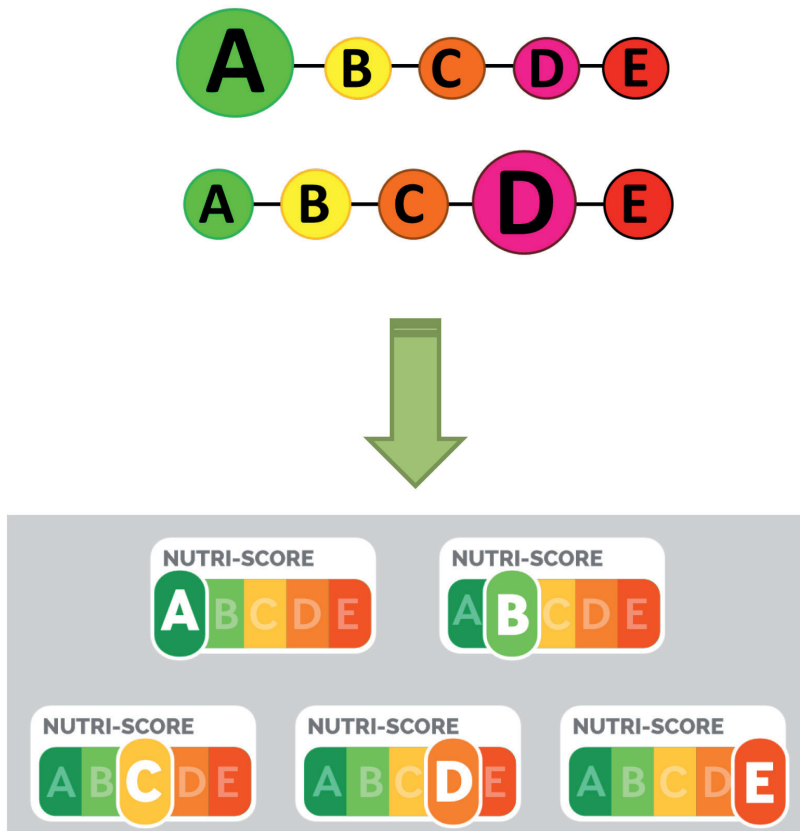 A B C D E
A B C D E
NUTRI-SCORE NUTRI-SCORE
A B C D E A B C D E
NUTRI-SCORE NUTRI-SCORE NUTRI-SCORE
A B C D E A B C D E A B C D E